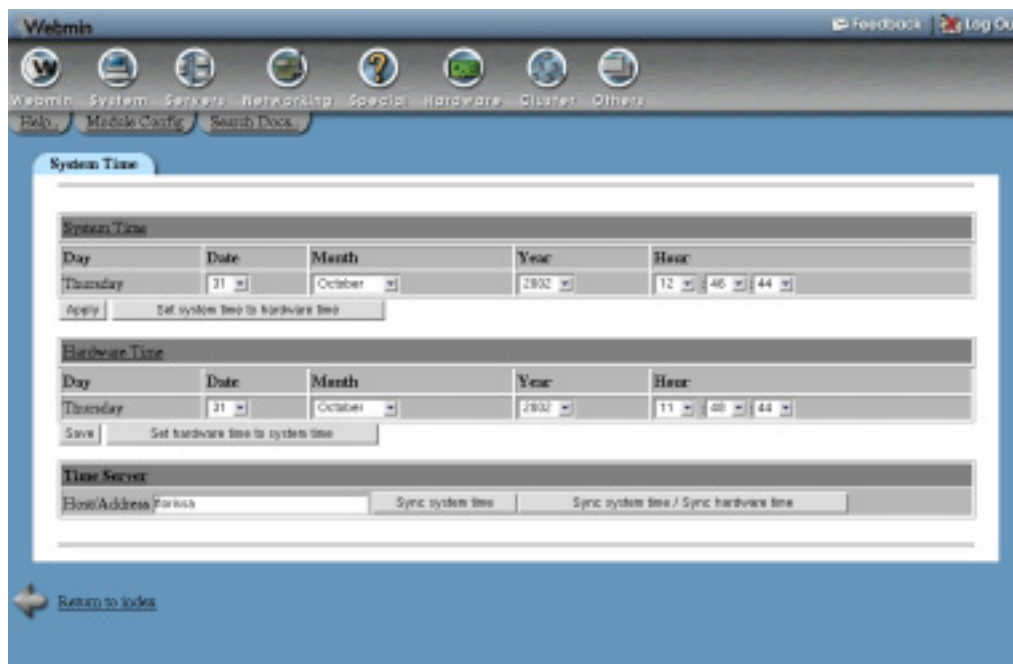 Webmin
Feedback Log Ou
Webmin System Servers Networking Special Hardware Cluster Others
Help.. Module Config Search Docs..
System Time
System Time
Day Date Month Year Hour
Thursday 31 October 2002 12 : 46 : 44
Apply Set system time to hardware time
Hardware Time
Day Date Month Year Hour
Thursday 31 October 2002 11 : : 44
Save Set hardware time to system time
Time Server
Host/Address Sync system time Sync system time / Sync hardware time
Return to index